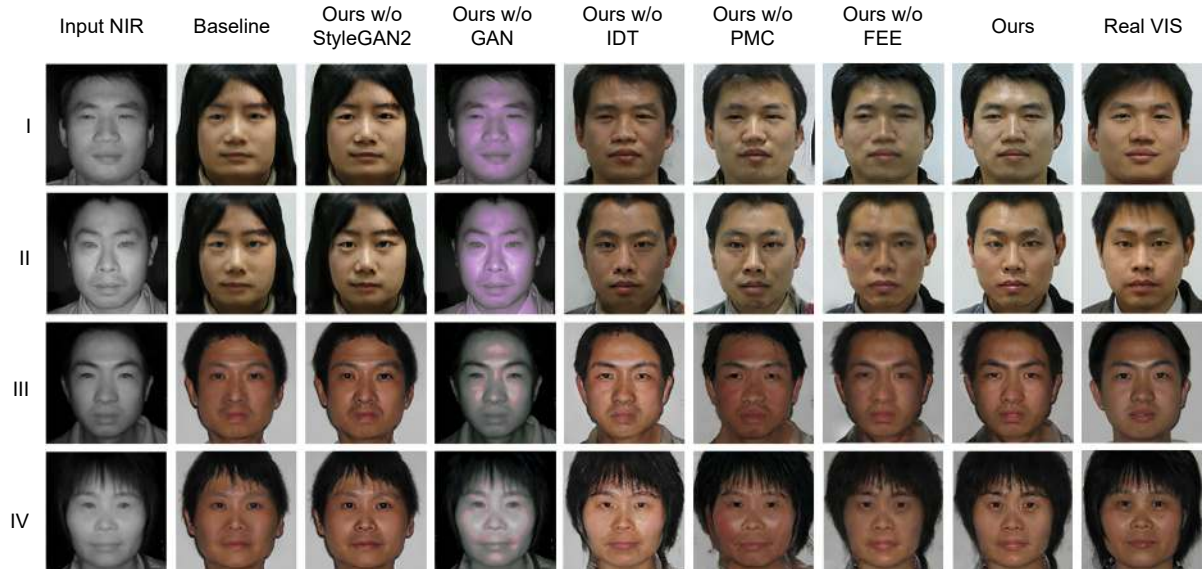 Input NIR
Baseline
Ours w/o
StyleGAN2
Ours w/o
GAN
Ours w/o
IDT
Ours w/o
PMC
Ours w/o
FEE
Ours
Real VIS
I
II
III
IV